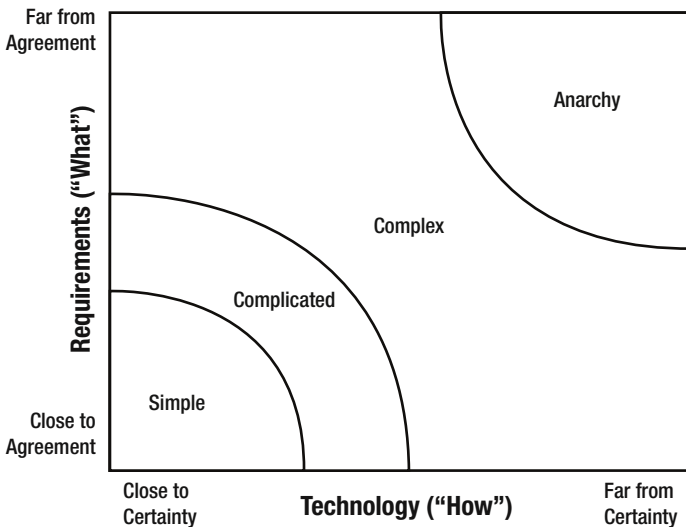 Far from
Agreement
Anarchy
Requirements (“What”)
Complex
Complicated
Simple
Close to
Agreement
Close to
Certainty
Technology (“How”)
Far from
Certainty